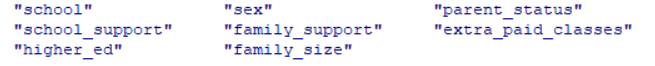 "school" "sex" "parent_status"
"school_support" "family_support" "extra_paid_classes"
"higher_ed" "family_size"